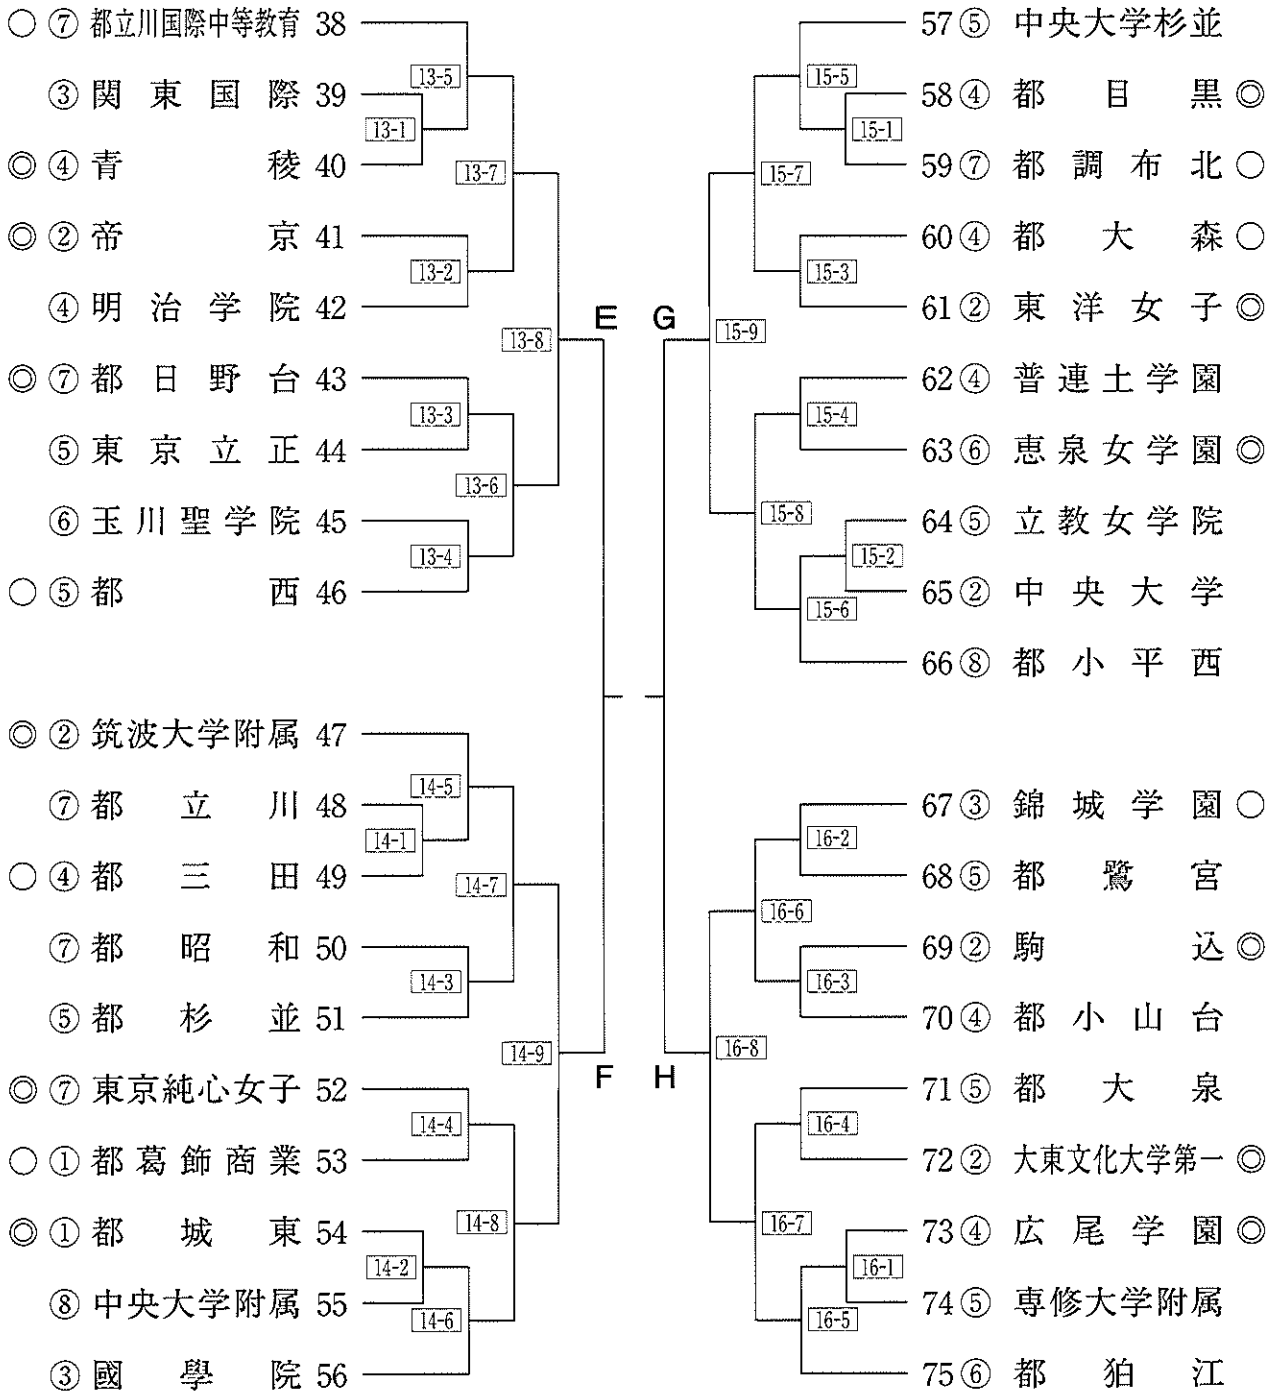 ○ ⑦ 都立川国際中等教育 38
③ 関東国際 39
◎ ④ 青稜 40
◎ ② 帝京 41
④ 明治学院 42
◎ ⑦ 都日野台 43
⑤ 東京立正 44
⑥ 玉川聖学院 45
○ ⑤ 都西 46
13-5
13-1
13-7
13-2
13-8
13-3
13-6
13-4
E
◎ ② 筑波大学附属 47
⑦ 都立川 48
○ ④ 都三田 49
⑦ 都昭和 50
⑤ 都杉並 51
◎ ⑦ 東京純心女子 52
○ ① 都葛飾商業 53
◎ ① 都城東 54
⑧ 中央大学附属 55
③ 國學院 56
14-5
14-1
14-7
14-3
14-9
14-4
14-8
14-2
14-6
F
57 ⑤ 中央大学杉並
58 ④ 都目黒 ◎
59 ⑦ 都調布北 ○
60 ④ 都大森 ○
61 ② 東洋女子 ◎
62 ④ 普連土学園
63 ⑥ 恵泉女学園 ◎
64 ⑤ 立教女学院
65 ② 中央大学
66 ⑧ 都小平西
15-5
15-1
15-7
15-3
15-9
15-4
15-8
15-2
15-6
G
67 ③ 錦城学園 ○
68 ⑤ 都鷺宮
69 ② 駒込 ◎
70 ④ 都小山台
71 ⑤ 都大泉
72 ② 大東文化大学第一 ◎
73 ④ 広尾学園 ◎
74 ⑤ 専修大学附属
75 ⑥ 都狛江
16-2
16-6
16-3
16-8
16-4
16-7
16-1
16-5
H